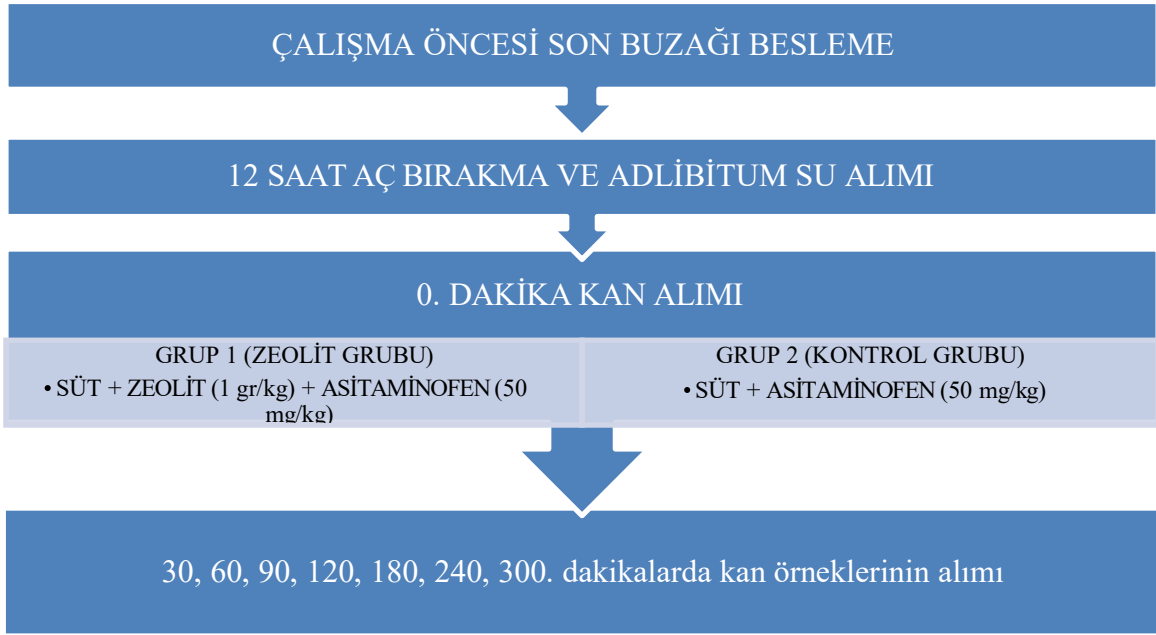 ÇALIŞMA ÖNCESİ SON BUZAĞI BESLEME
12 SAAT AÇ BIRAKMA VE ADLİBİTUM SU ALIMI
0. DAKİKA KAN ALIMI
GRUP 1 (ZEOLİT GRUBU)
• SÜT + ZEOLİT (1 gr/kg) + ASİTAMİNOFEN (50
mg/kg)
GRUP 2 (KONTROL GRUBU)
• SÜT + ASİTAMİNOFEN (50 mg/kg)
30, 60, 90, 120, 180, 240, 300. dakikalarda kan örneklerinin alımı